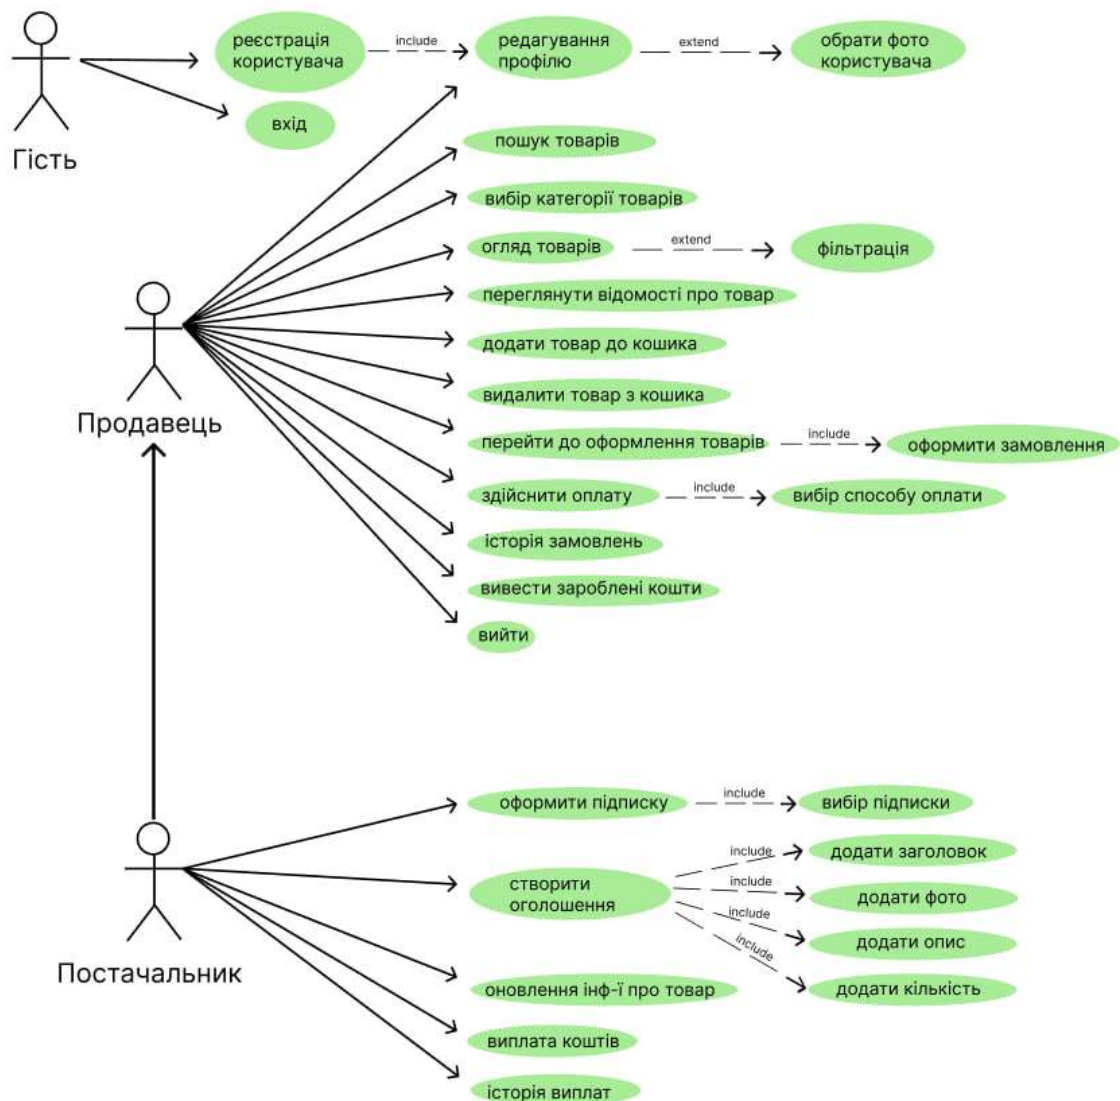 реєстрація
користувача
include
редагування
профілю
extend
обрати фото
користувача
вхід
Гість
пошук товарів
вибір категорії товарів
огляд товарів
extend
фільтрація
переглянути відомості про товар
додати товар до кошика
видалити товар з кошика
Продавець
перейти до оформлення товарів
include
оформити замовлення
здійснити оплату
include
вибір способу оплати
історія замовлень
вивести зароблені кошти
вийти
оформити підписку
include
вибір підписки
створити
оголошення
include
додати заголовок
include
додати фото
include
додати опис
include
додати кількість
Постачальник
оновлення інф-ї про товар
виплата коштів
історія виплат